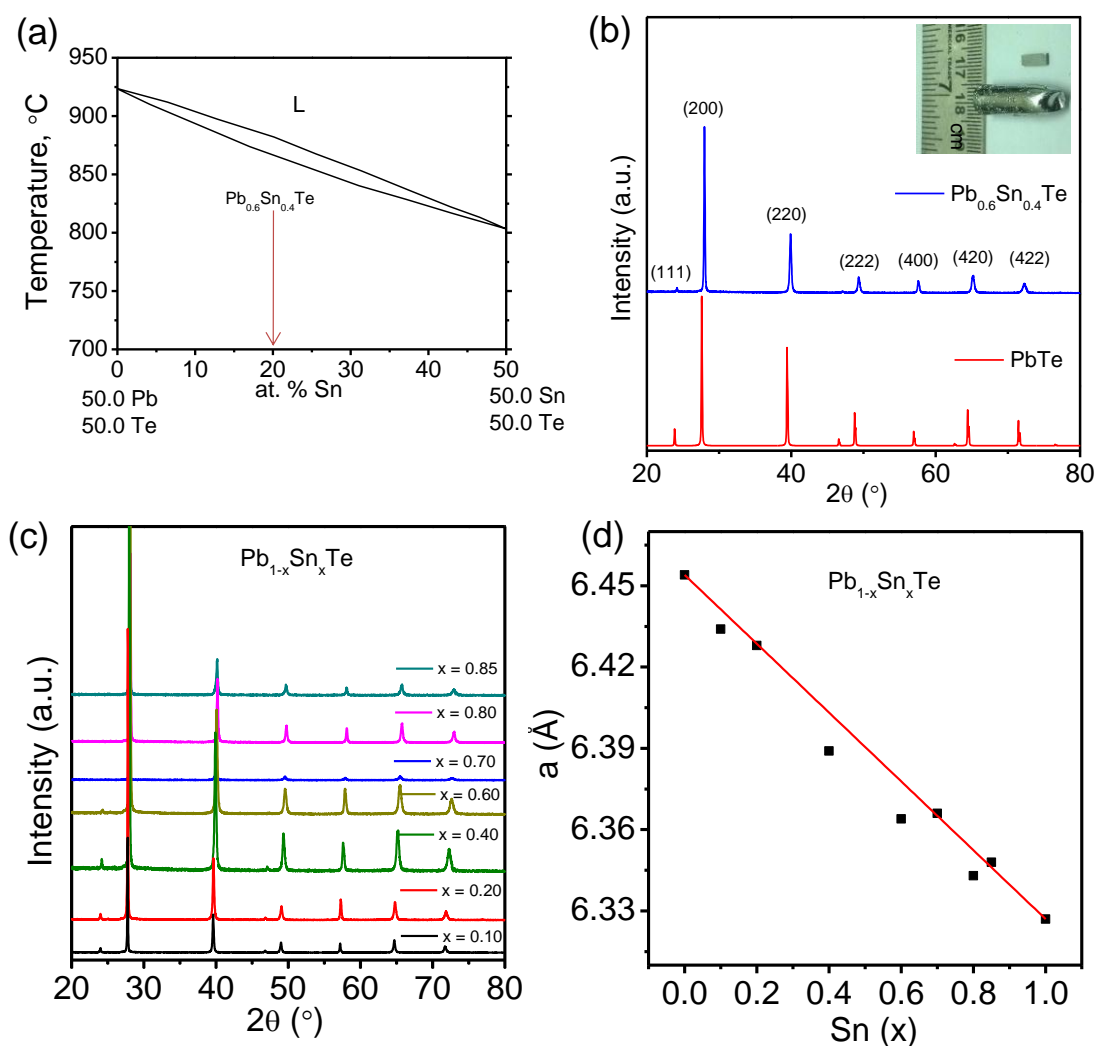 (a)
950
900
850
800
750
700
Temperature, °C
L
Pb0.6Sn0.4Te
0 10 20 30 40 50
at. % Sn
50.0 Pb
50.0 Te
50.0 Sn
50.0 Te
(b)
Intensity (a.u.)
(111)
(200)
(220)
(222)
(400)
(420)
(422)
Pb0.6Sn0.4Te
PbTe
7
16
17
18
cm
20 40 60 80
2θ (°)
(c)
Pb1-xSnxTe
Intensity (a.u.)
x = 0.85
x = 0.80
x = 0.70
x = 0.60
x = 0.40
x = 0.20
x = 0.10
20 30 40 50 60 70 80
2θ (°)
(d)
Pb1-xSnxTe
a (Å)
6.45
6.42
6.39
6.36
6.33
0.0 0.2 0.4 0.6 0.8 1.0
Sn (x)